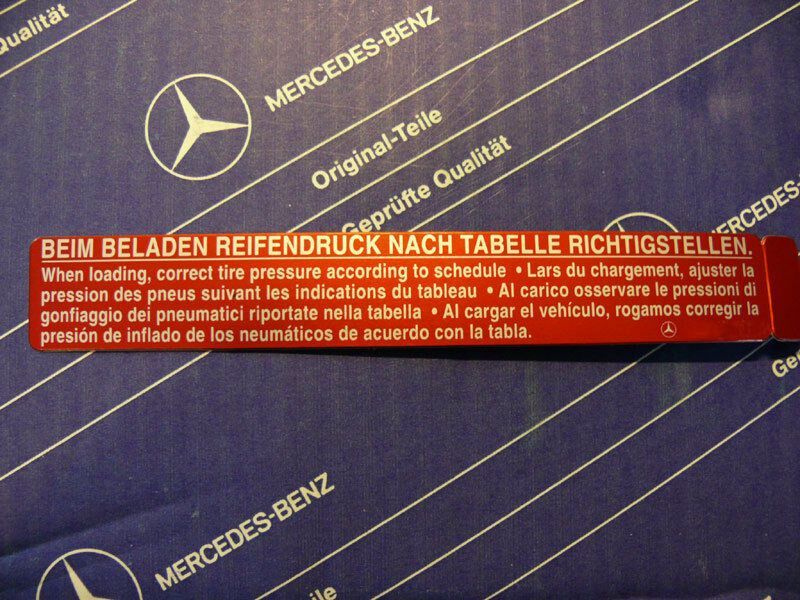 Qualität
MERCEDES-BENZ
Original-Teile
Geprüfte Qualität
MERCEDES-BENZ
BEIM BELADEN REIFENDRUCK NACH TABELLE RICHTIGSTELLEN.
When loading, correct tire pressure according to schedule • Lars du chargement, ajuster la
pression des pneus suivant les indications du tableau • Al carico osservare le pressioni di
gonfiaggio dei pneumatici riportate nella tabella • Al cargar el vehículo, rogamos corregir la
presión de inflado de los neumáticos de acuerdo con la tabla.
Ge
MERCEDES-BENZ
Teile